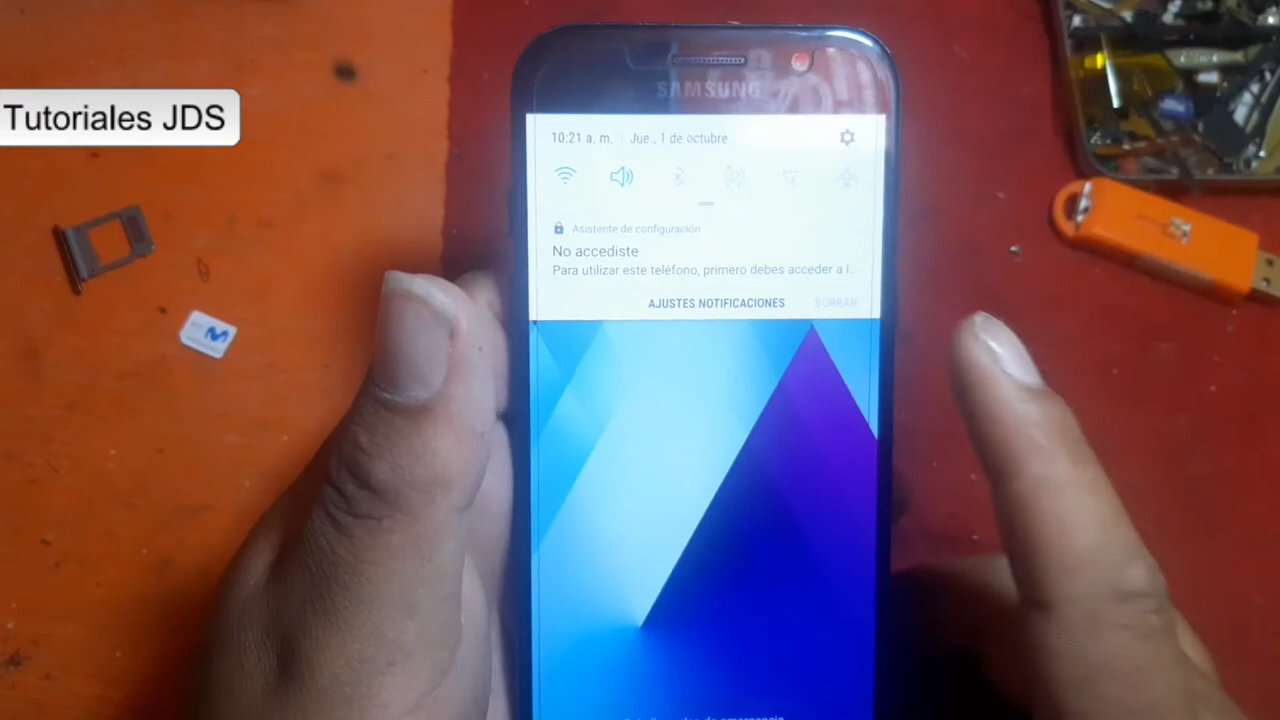 Tutoriales JDS
SAMSUNG
10:21 a. m. Jue., 1 de octubre
Asistente de configuración
No accediste
Para utilizar este teléfono, primero debes acceder a l..
AJUSTES NOTIFICACIONES BORRAR